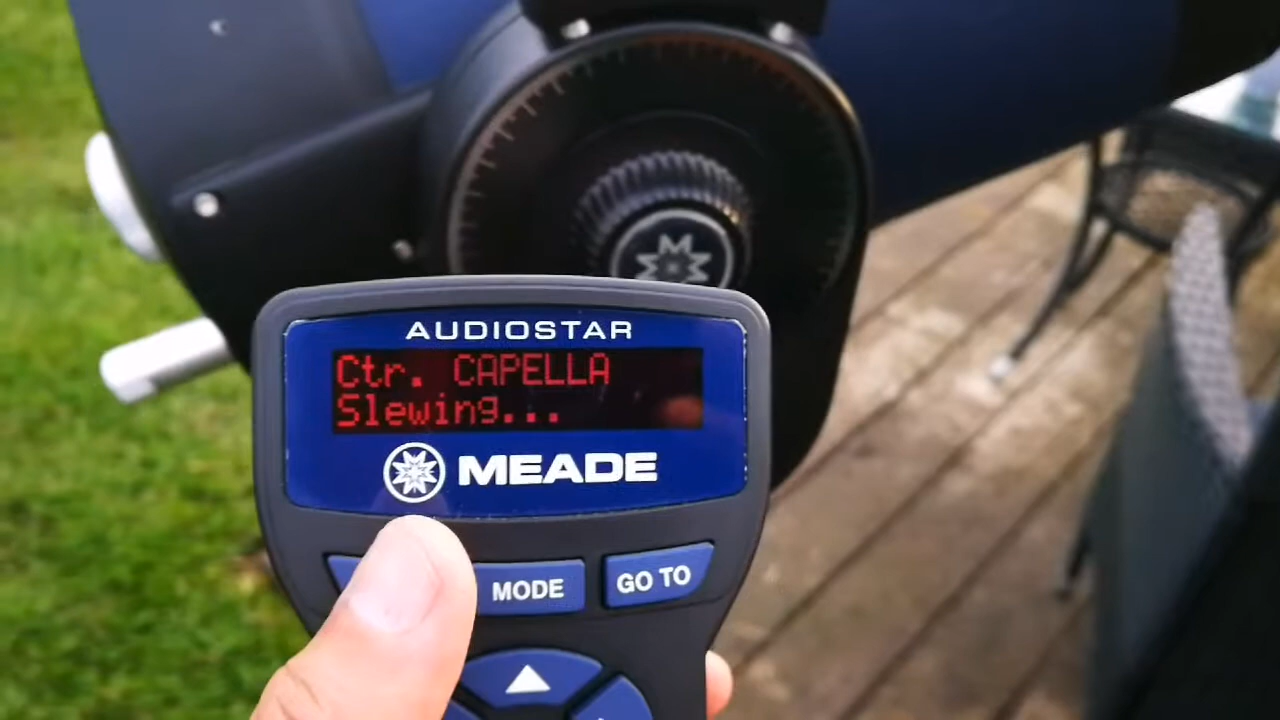 AUDIOSTAR
Ctr. CAPELLA
Slewing...
MEADE
MODE
GO TO